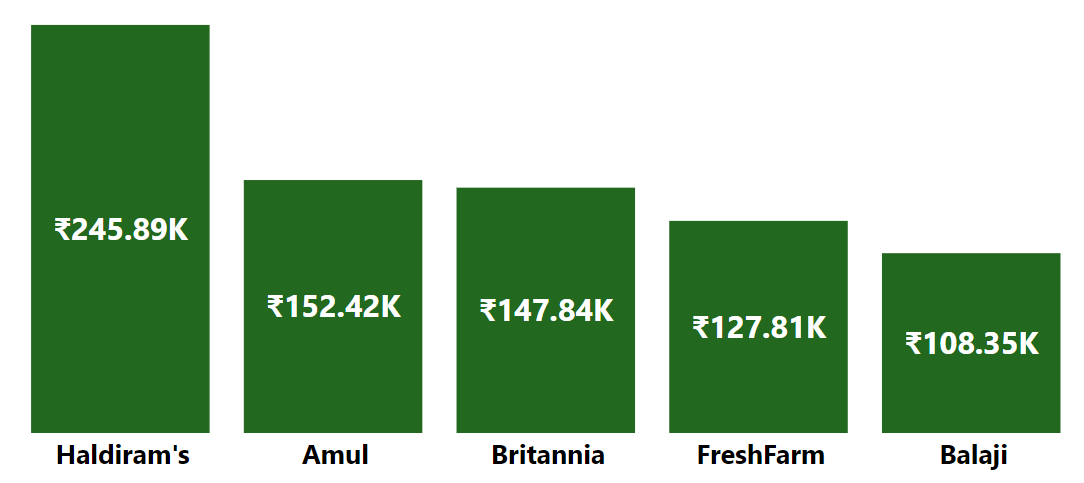 ₹245.89K
₹152.42K
₹147.84K
₹127.81K
₹108.35K
Haldiram's
Amul
Britannia
FreshFarm
Balaji